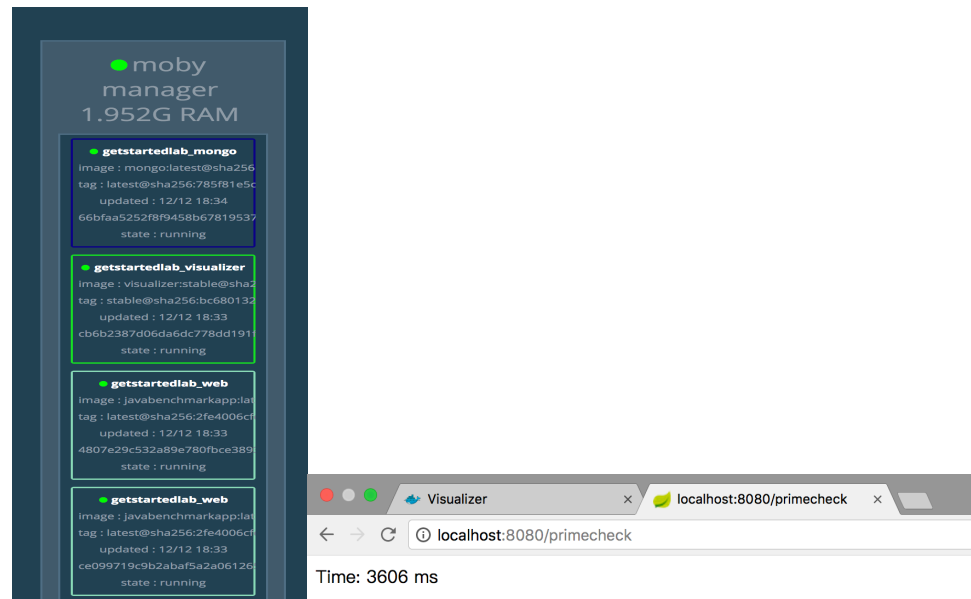 moby
manager
1.952G RAM
getstartedlab_mongo
image : mongo:latest@sha256
tag : latest@sha256:785f81e5c
updated : 12/12 18:34
66bfaa5252f8f9458b67819537
state : running
getstartedlab_visualizer
image : visualizer:stable@sha2
tag : stable@sha256:bc680132
updated : 12/12 18:33
cb6b2387d06da6dc778dd191
state : running
getstartedlab_web
image : javabenchmarkapp:lat
tag : latest@sha256:2fe4006cf
updated : 12/12 18:33
4807e29c532a89e780fbce389
state : running
getstartedlab_web
image : javabenchmarkapp:lat
tag : latest@sha256:2fe4006cf
updated : 12/12 18:33
ce099719c9b2abaf5a2a06126
state : running
Visualizer
localhost:8080/primecheck
localhost:8080/primecheck
Time: 3606 ms